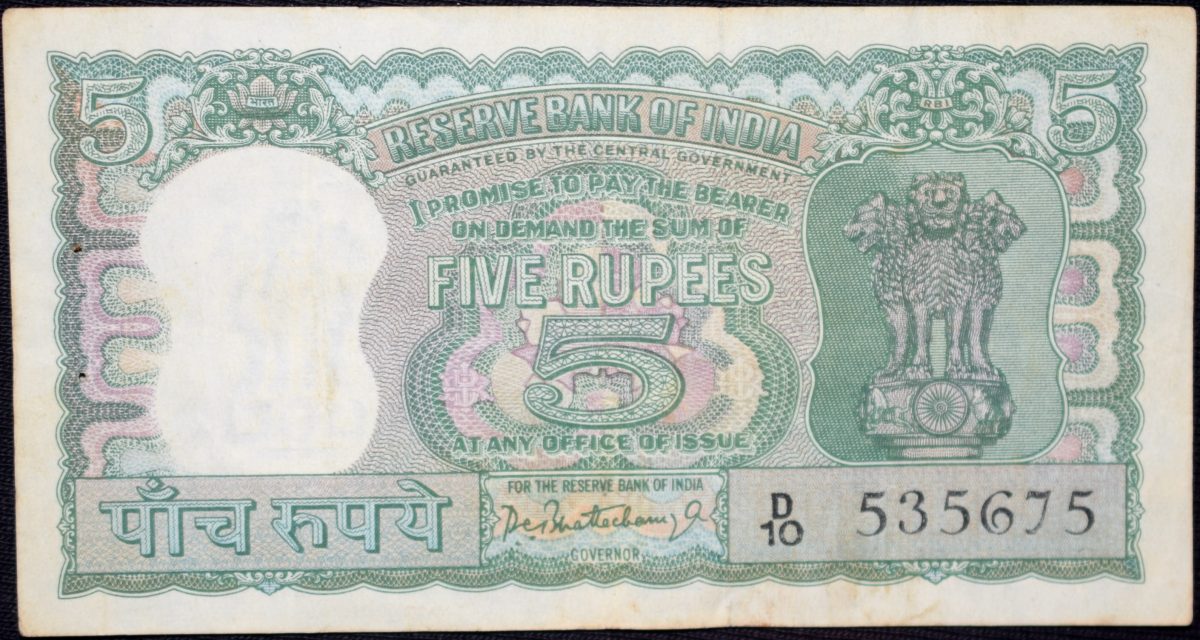 5 भारत RBI 5
RESERVE BANK OF INDIA
GUARANTEED BY THE CENTRAL GOVERNMENT
I PROMISE TO PAY THE BEARER
ON DEMAND THE SUM OF
FIVE RUPEES
5
AT ANY OFFICE OF ISSUE
पाँच रुपये
FOR THE RESERVE BANK OF INDIA
GOVERNOR
D/10 535675